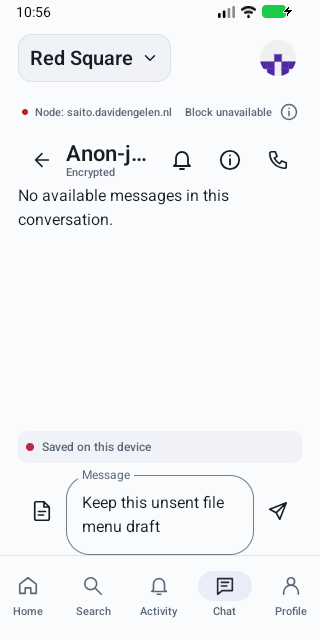 10:56
Red Square
Node: saito.davidengelen.nl Block unavailable
Anon-j...
Encrypted
No available messages in this
conversation.
Saved on this device
Message
Keep this unsent file
menu draft
Home Search Activity Chat Profile